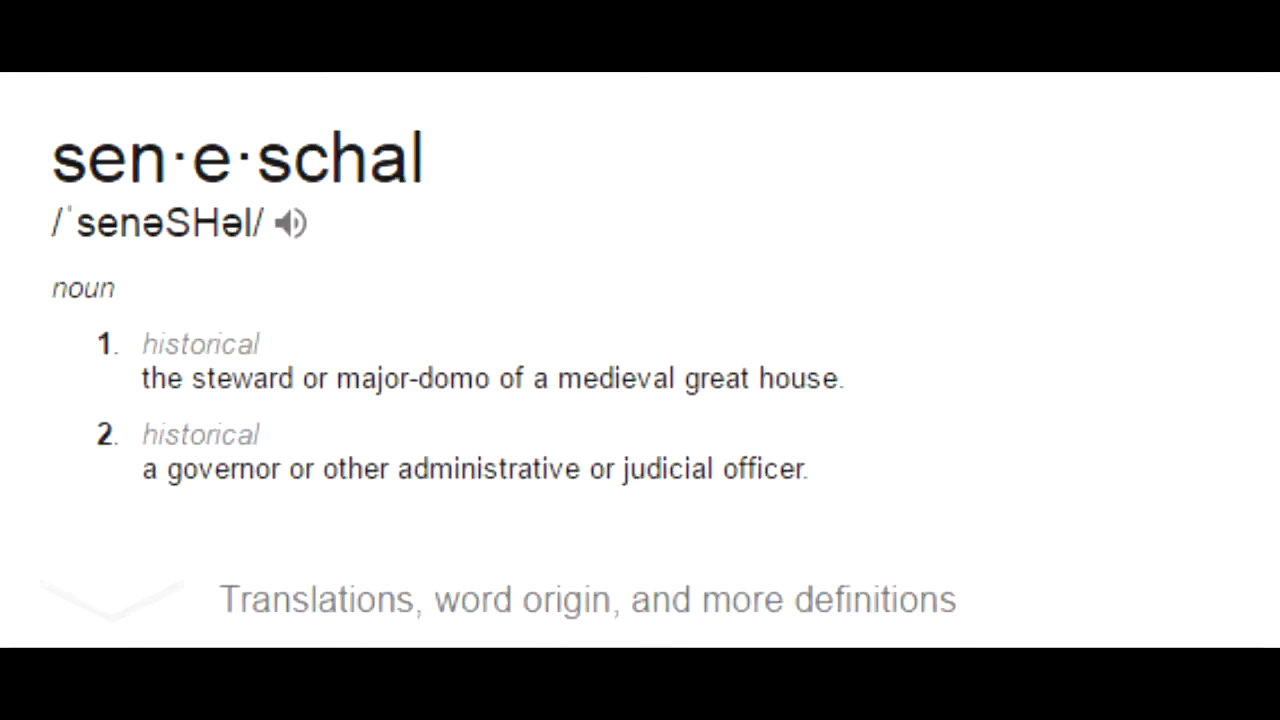 sen·e·schal
/ˈsenəSHəl/
noun
1. historical
the steward or major-domo of a medieval great house.
2. historical
a governor or other administrative or judicial officer.
Translations, word origin, and more definitions